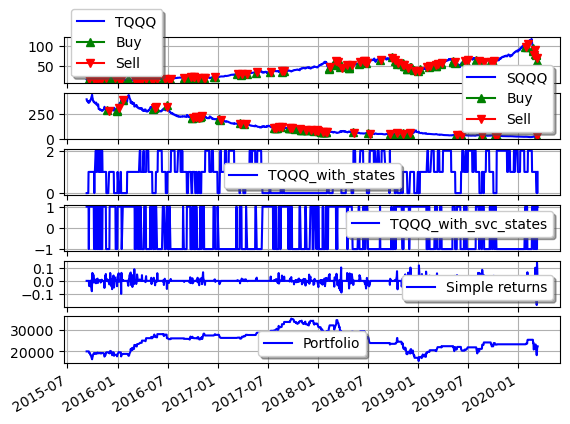 TQQQ
Buy
Sell
100
50
SQQQ
Buy
Sell
250
0
2
0
TQQQ_with_states
1
0
−1
TQQQ_with_svc_states
0.1
0.0
−0.1
Simple returns
30000
20000
Portfolio
2015-07
2016-01
2016-07
2017-01
2017-07
2018-01
2018-07
2019-01
2019-07
2020-01